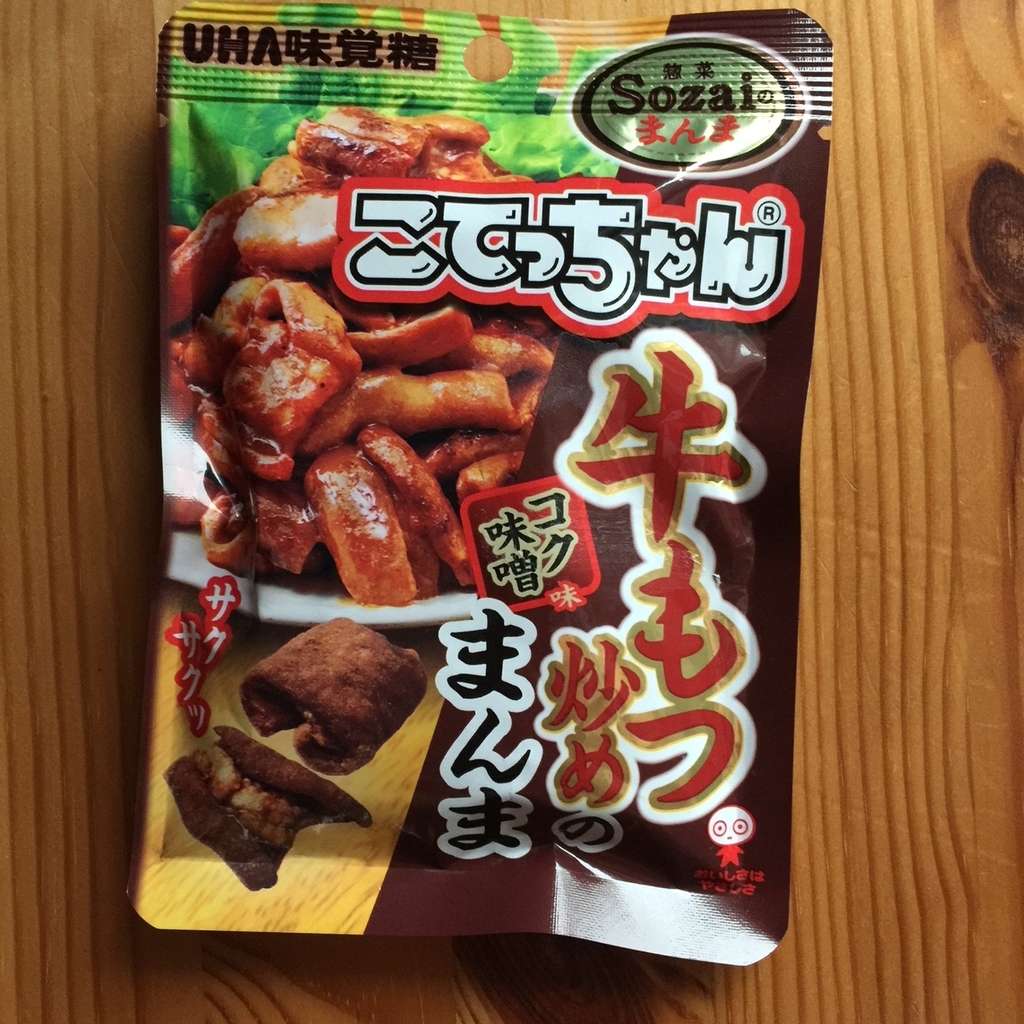 UHA味覚糖
惣菜
Sozaiの
まんま
こてっちゃん®
牛もつ
炒めの
まんま
コク
味噌
味
サク
サクッ
おいしさは
やさしさ